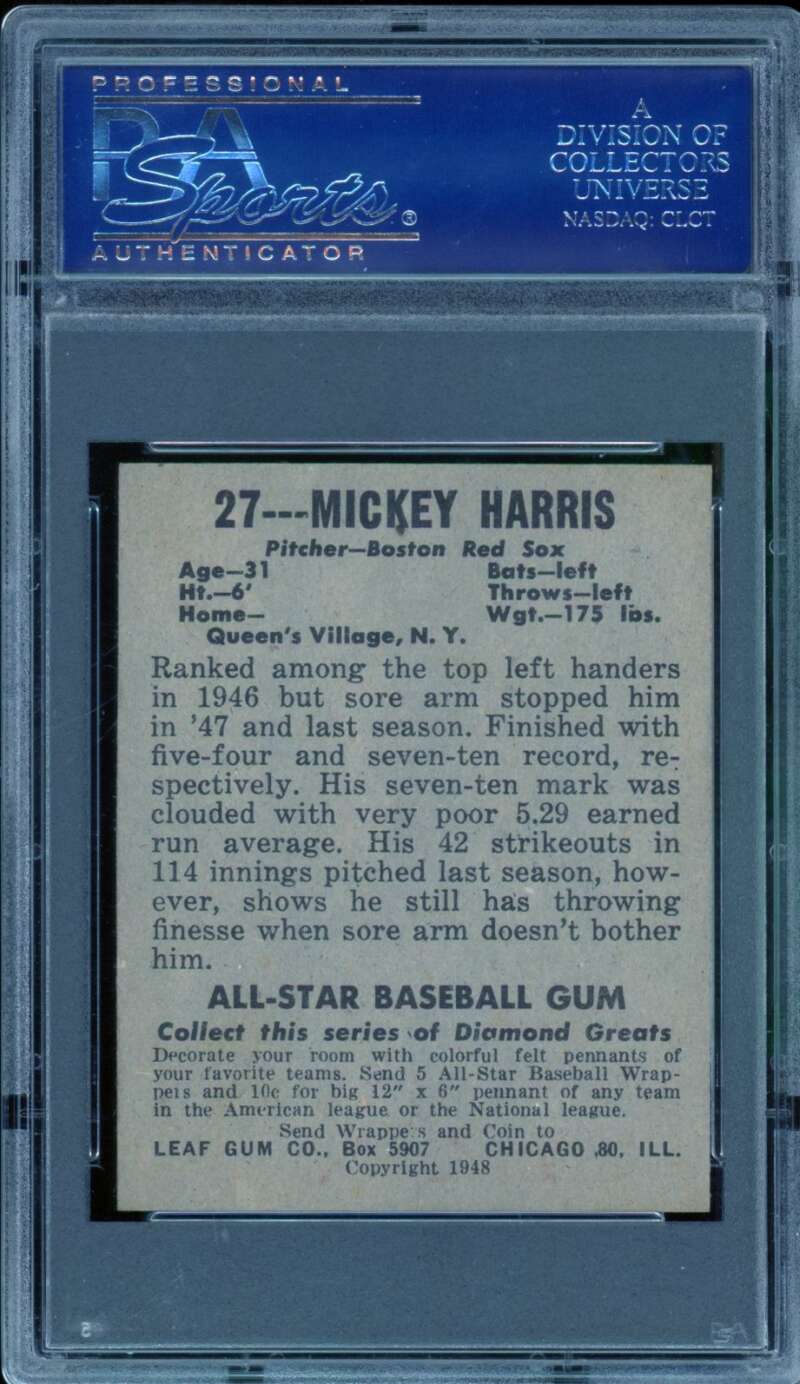 PROFESSIONAL
PSA
Sports®
AUTHENTICATOR
A
DIVISION OF
COLLECTORS
UNIVERSE
NASDAQ: CLCT
27---MICKEY HARRIS
Pitcher—Boston Red Sox
Age—31 Bats—left
Ht.—6' Throws—left
Home— Wgt.—175 lbs.
Queen's Village, N. Y.
Ranked among the top left handers
in 1946 but sore arm stopped him
in '47 and last season. Finished with
five-four and seven-ten record, re-
spectively. His seven-ten mark was
clouded with very poor 5.29 earned
run average. His 42 strikeouts in
114 innings pitched last season, how-
ever, shows he still has throwing
finesse when sore arm doesn't bother
him.
ALL-STAR BASEBALL GUM
Collect this series of Diamond Greats
Decorate your room with colorful felt pennants of
your favorite teams. Send 5 All-Star Baseball Wrap-
pers and 10c for big 12" x 6" pennant of any team
in the American league or the National league.
Send Wrappers and Coin to
LEAF GUM CO., Box 5907 CHICAGO 80, ILL.
Copyright 1948